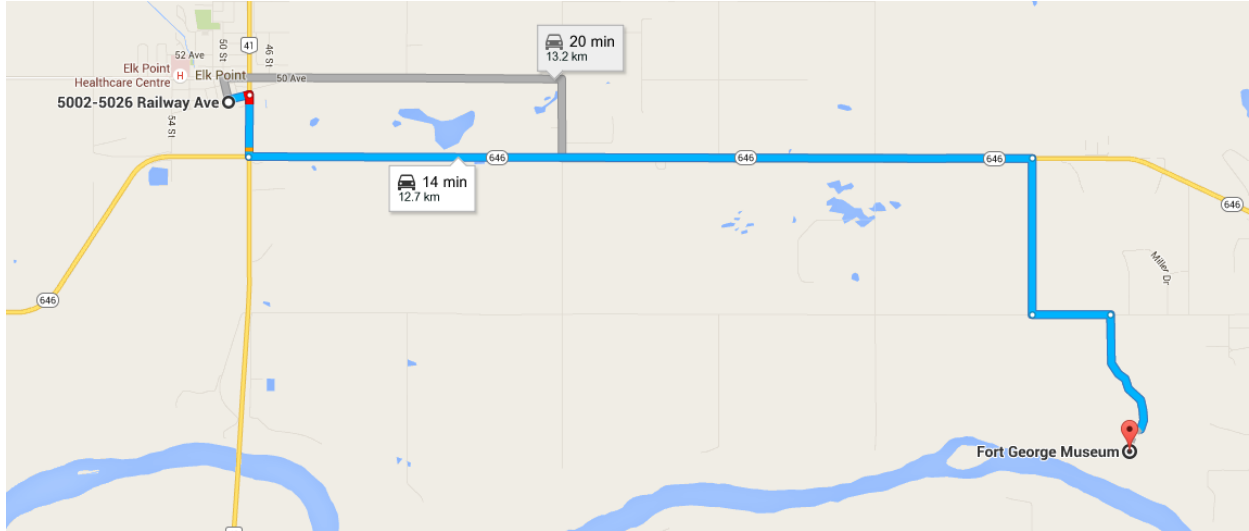 50 St
41
46 St
52 Ave
20 min
13.2 km
Elk Point
Healthcare Centre
H
Elk Point
50 Ave
5002-5026 Railway Ave
54 St
646
646
646
14 min
12.7 km
646
Miller Dr
646
Fort George Museum